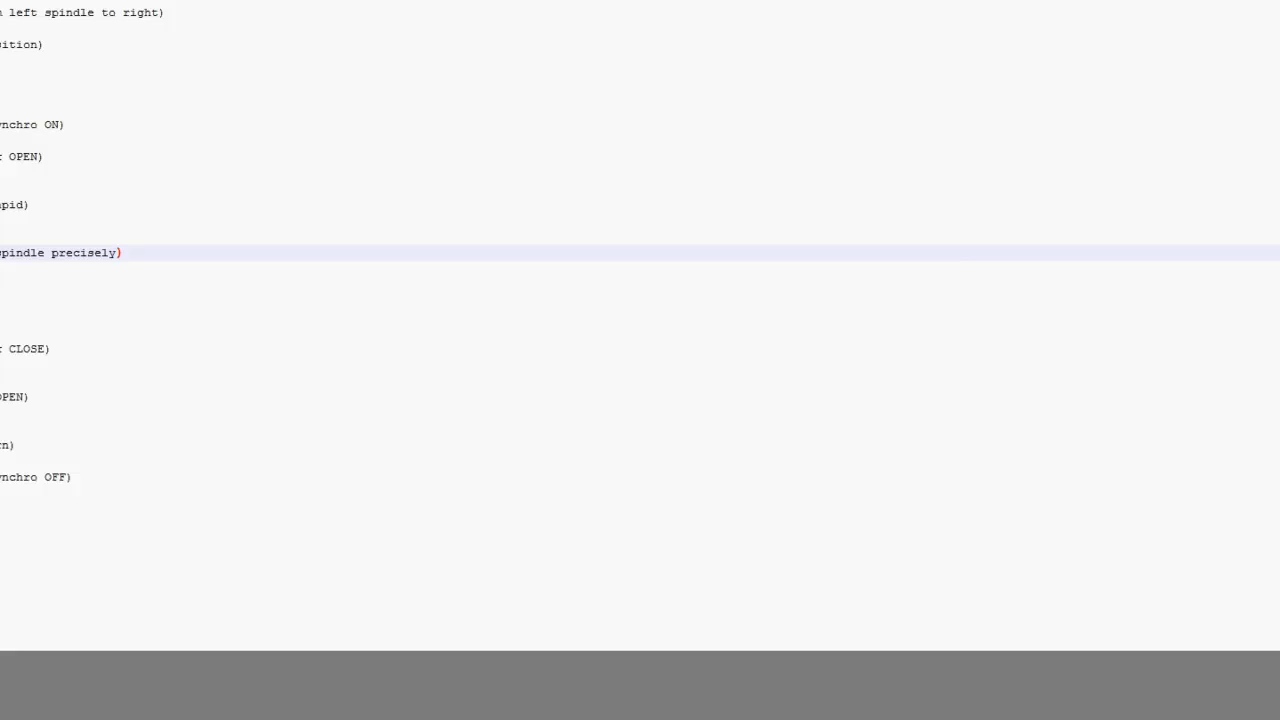 left spindle to right)
ition)
nchro ON)
OPEN)
pid)
pindle precisely)
CLOSE)
PEN)
n)
nchro OFF)